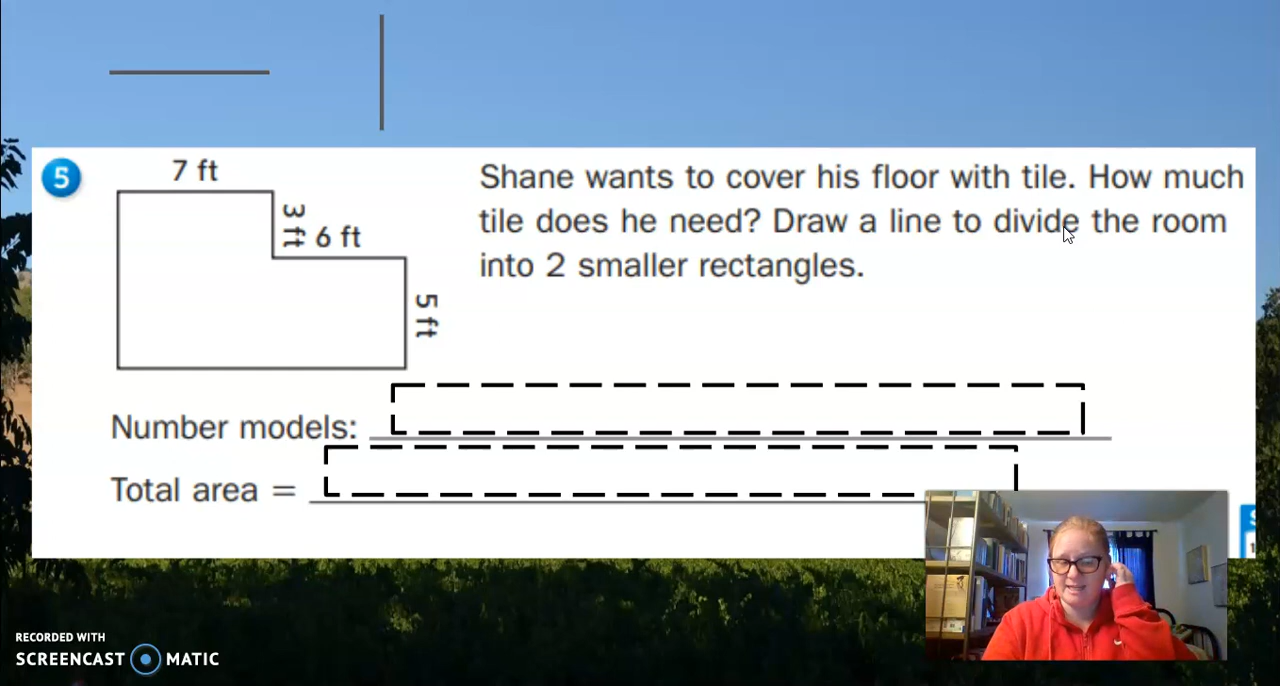 5
7 ft
3 ft
6 ft
5 ft
Shane wants to cover his floor with tile. How much
tile does he need? Draw a line to divide the room
into 2 smaller rectangles.
Number models:
Total area =
RECORDED WITH
SCREENCAST MATIC